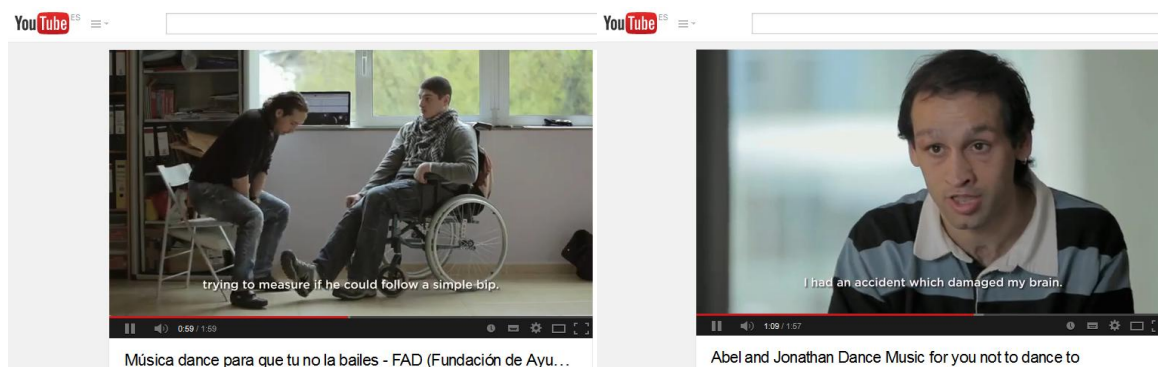 YouTube ES
trying to measure if he could follow a simple bip.
0:59 / 1:59
Música dance para que tu no la bailes - FAD (Fundación de Ayu...
YouTube ES
I had an accident which damaged my brain.
1:09 / 1:57
Abel and Jonathan Dance Music for you not to dance to